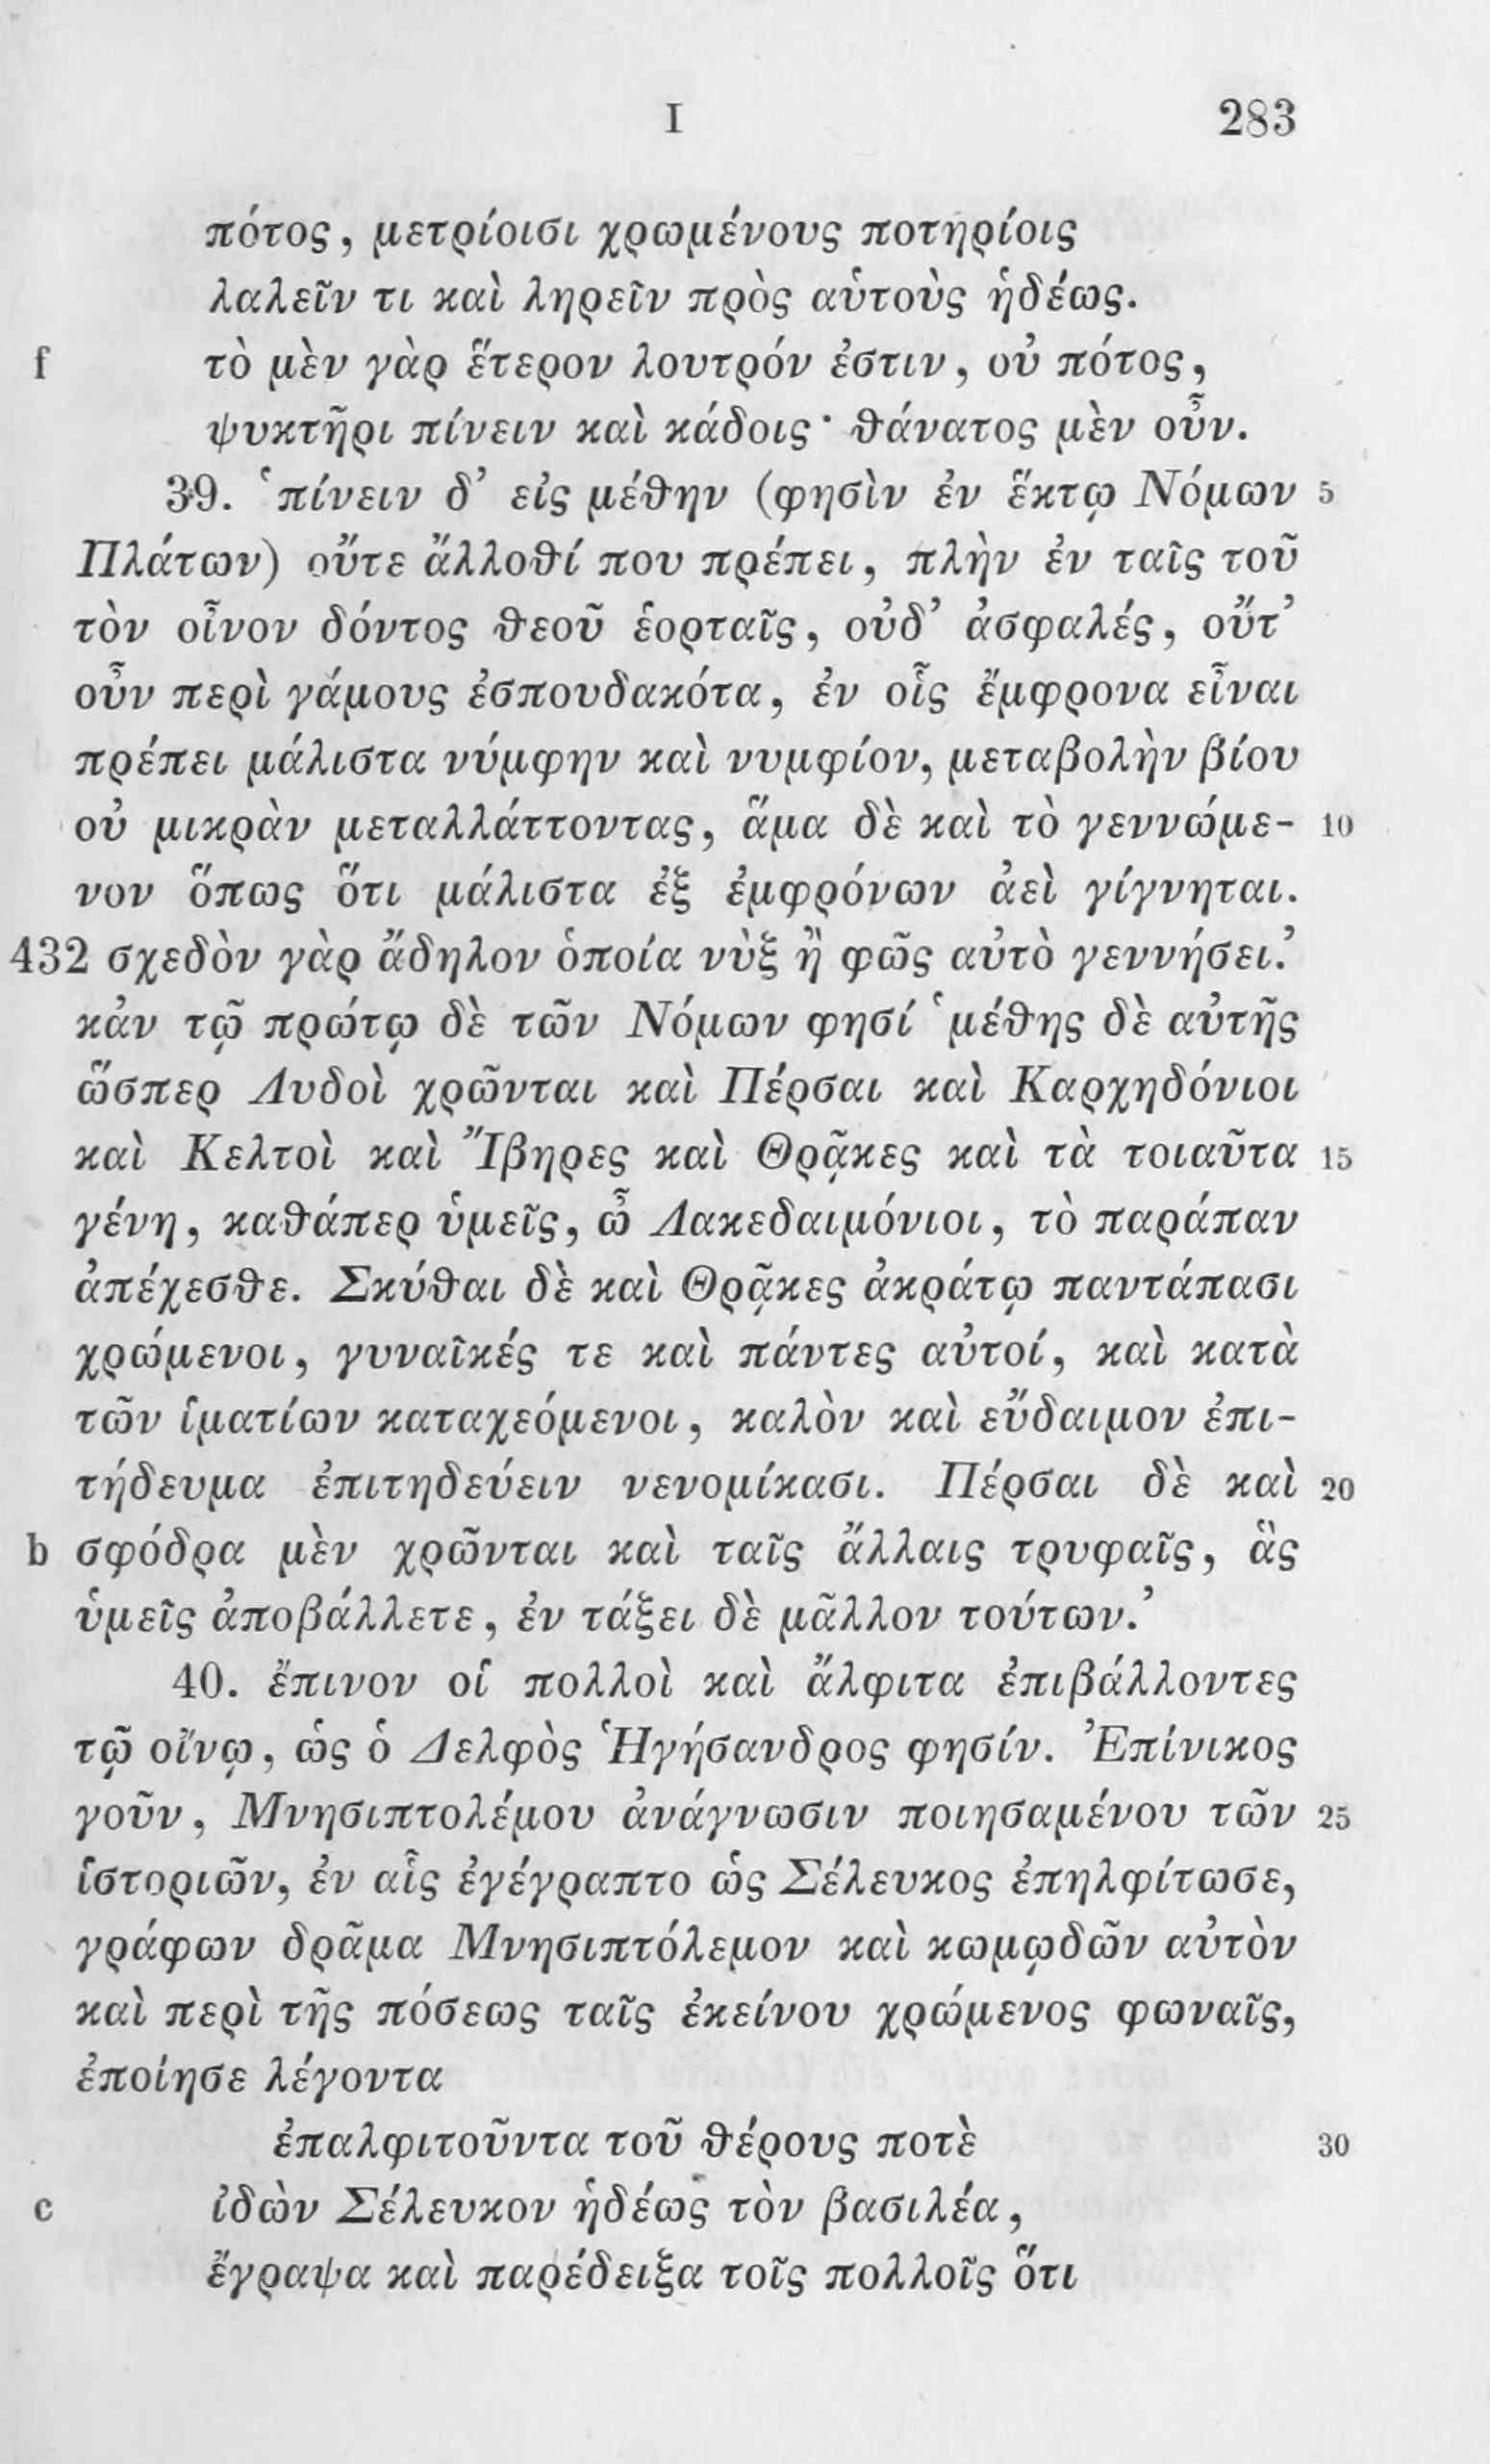 I 283
πότος, μετρίοισι χρωμένους ποτηρίοις
λαλεῖν τι καὶ ληρεῖν πρὸς αὑτοὺς ἡδέως.
f τὸ μὲν γὰρ ἕτερον λουτρόν ἐστιν, οὐ πότος,
ψυκτῆρι πίνειν καὶ κάδοις· θάνατος μὲν οὖν.
39. ‘πίνειν δ’ εἰς μέθην (φησὶν ἐν ἕκτῳ Νόμων 5
Πλάτων) οὔτε ἄλλοθί που πρέπει, πλὴν ἐν ταῖς τοῦ
τὸν οἶνον δόντος θεοῦ ἑορταῖς, οὐδ’ ἀσφαλές, οὔτ’
οὖν περὶ γάμους ἐσπουδακότα, ἐν οἷς ἔμφρονα εἶναι
πρέπει μάλιστα νύμφην καὶ νυμφίον, μεταβολὴν βίου
οὐ μικρὰν μεταλλάττοντας, ἅμα δὲ καὶ τὸ γεννώμε- 10
νον ὅπως ὅτι μάλιστα ἐξ ἐμφρόνων ἀεὶ γίγνηται.
432 σχεδὸν γὰρ ἄδηλον ὁποία νὺξ ἢ φῶς αὐτὸ γεννήσει.’
κἀν τῷ πρώτῳ δὲ τῶν Νόμων φησί ‘μέθης δὲ αὐτῆς
ὥσπερ Λυδοὶ χρῶνται καὶ Πέρσαι καὶ Καρχηδόνιοι
καὶ Κελτοὶ καὶ Ἴβηρες καὶ Θρᾷκες καὶ τὰ τοιαῦτα 15
γένη, καθάπερ ὑμεῖς, ὦ Λακεδαιμόνιοι, τὸ παράπαν
ἀπέχεσθε. Σκύθαι δὲ καὶ Θρᾷκες ἀκράτῳ παντάπασι
χρώμενοι, γυναῖκές τε καὶ πάντες αὐτοί, καὶ κατὰ
τῶν ἱματίων καταχεόμενοι, καλὸν καὶ εὔδαιμον ἐπι-
τήδευμα ἐπιτηδεύειν νενομίκασι. Πέρσαι δὲ καὶ 20
b σφόδρα μὲν χρῶνται καὶ ταῖς ἄλλαις τρυφαῖς, ἃς
ὑμεῖς ἀποβάλλετε, ἐν τάξει δὲ μᾶλλον τούτων.’
40. ἔπινον οἱ πολλοὶ καὶ ἄλφιτα ἐπιβάλλοντες
τῷ οἴνῳ, ὡς ὁ Δελφὸς Ἡγήσανδρος φησίν. Ἐπίνικος
γοῦν, Μνησιπτολέμου ἀνάγνωσιν ποιησαμένου τῶν 25
ἱστοριῶν, ἐν αἷς ἐγέγραπτο ὡς Σέλευκος ἐπηλφίτωσε,
γράφων δρᾶμα Μνησιπτόλεμον καὶ κωμῳδῶν αὐτὸν
καὶ περὶ τῆς πόσεως ταῖς ἐκείνου χρώμενος φωναῖς,
ἐποίησε λέγοντα
ἐπαλφιτοῦντα τοῦ θέρους ποτὲ 30
c ἰδὼν Σέλευκον ἡδέως τὸν βασιλέα,
ἔγραψα καὶ παρέδειξα τοῖς πολλοῖς ὅτι